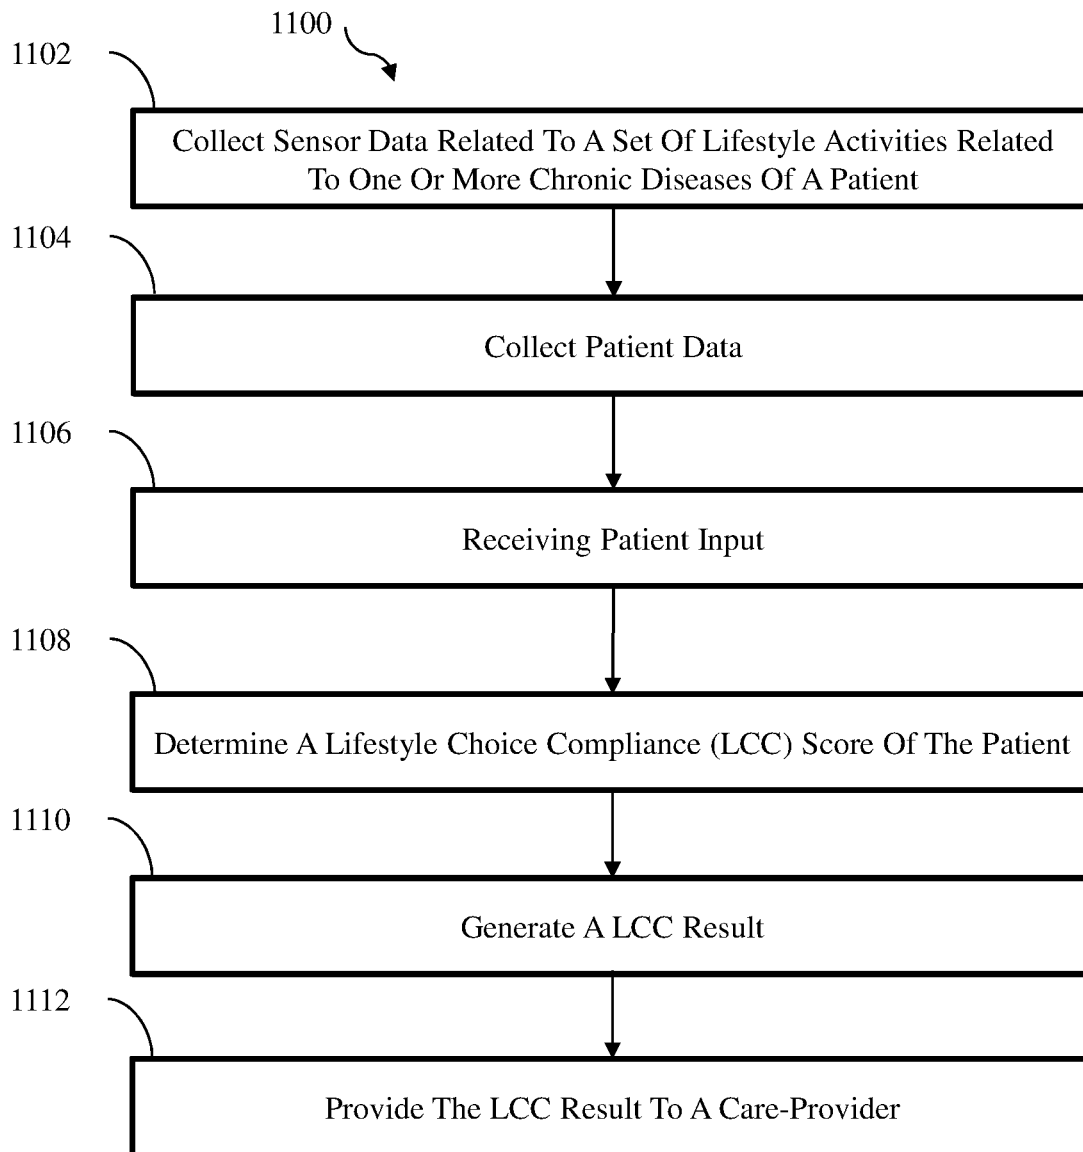 1100
1102
Collect Sensor Data Related To A Set Of Lifestyle Activities Related
To One Or More Chronic Diseases Of A Patient
1104
Collect Patient Data
1106
Receiving Patient Input
1108
Determine A Lifestyle Choice Compliance (LCC) Score Of The Patient
1110
Generate A LCC Result
1112
Provide The LCC Result To A Care-Provider